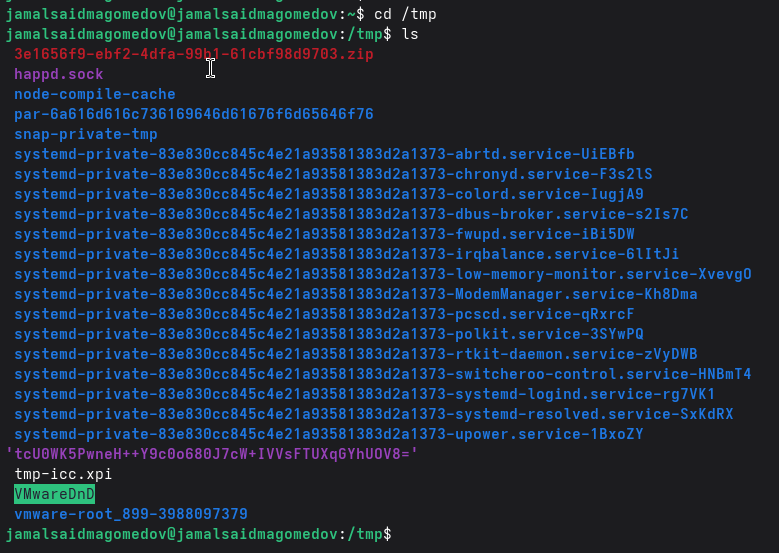 jamalsaidmagomedov@jamalsaidmagomedov:~$ cd /tmp
jamalsaidmagomedov@jamalsaidmagomedov:/tmp$ ls
3e1656f9-ebf2-4dfa-99b1-61cbf98d9703.zip
happd.sock
node-compile-cache
par-6a616d616c736169646d61676f6d65646f76
snap-private-tmp
systemd-private-83e830cc845c4e21a93581383d2a1373-abrtd.service-UiEBfb
systemd-private-83e830cc845c4e21a93581383d2a1373-chronyd.service-F3s2lS
systemd-private-83e830cc845c4e21a93581383d2a1373-colord.service-IugjA9
systemd-private-83e830cc845c4e21a93581383d2a1373-dbus-broker.service-s2Is7C
systemd-private-83e830cc845c4e21a93581383d2a1373-fwupd.service-iBi5DW
systemd-private-83e830cc845c4e21a93581383d2a1373-irqbalance.service-6lItJi
systemd-private-83e830cc845c4e21a93581383d2a1373-low-memory-monitor.service-XvevgO
systemd-private-83e830cc845c4e21a93581383d2a1373-ModemManager.service-Kh8Dma
systemd-private-83e830cc845c4e21a93581383d2a1373-pcscd.service-qRxrcF
systemd-private-83e830cc845c4e21a93581383d2a1373-polkit.service-3SYwPQ
systemd-private-83e830cc845c4e21a93581383d2a1373-rtkit-daemon.service-zVyDWB
systemd-private-83e830cc845c4e21a93581383d2a1373-switcheroo-control.service-HNBmT4
systemd-private-83e830cc845c4e21a93581383d2a1373-systemd-logind.service-rg7VK1
systemd-private-83e830cc845c4e21a93581383d2a1373-systemd-resolved.service-SxKdRX
systemd-private-83e830cc845c4e21a93581383d2a1373-upower.service-1BxoZY
'tcU0WK5PwneH++Y9c0o680J7cW+IVVsFTUXqGYhUOV8='
tmp-icc.xpi
VMwareDnD
vmware-root_899-3988097379
jamalsaidmagomedov@jamalsaidmagomedov:/tmp$